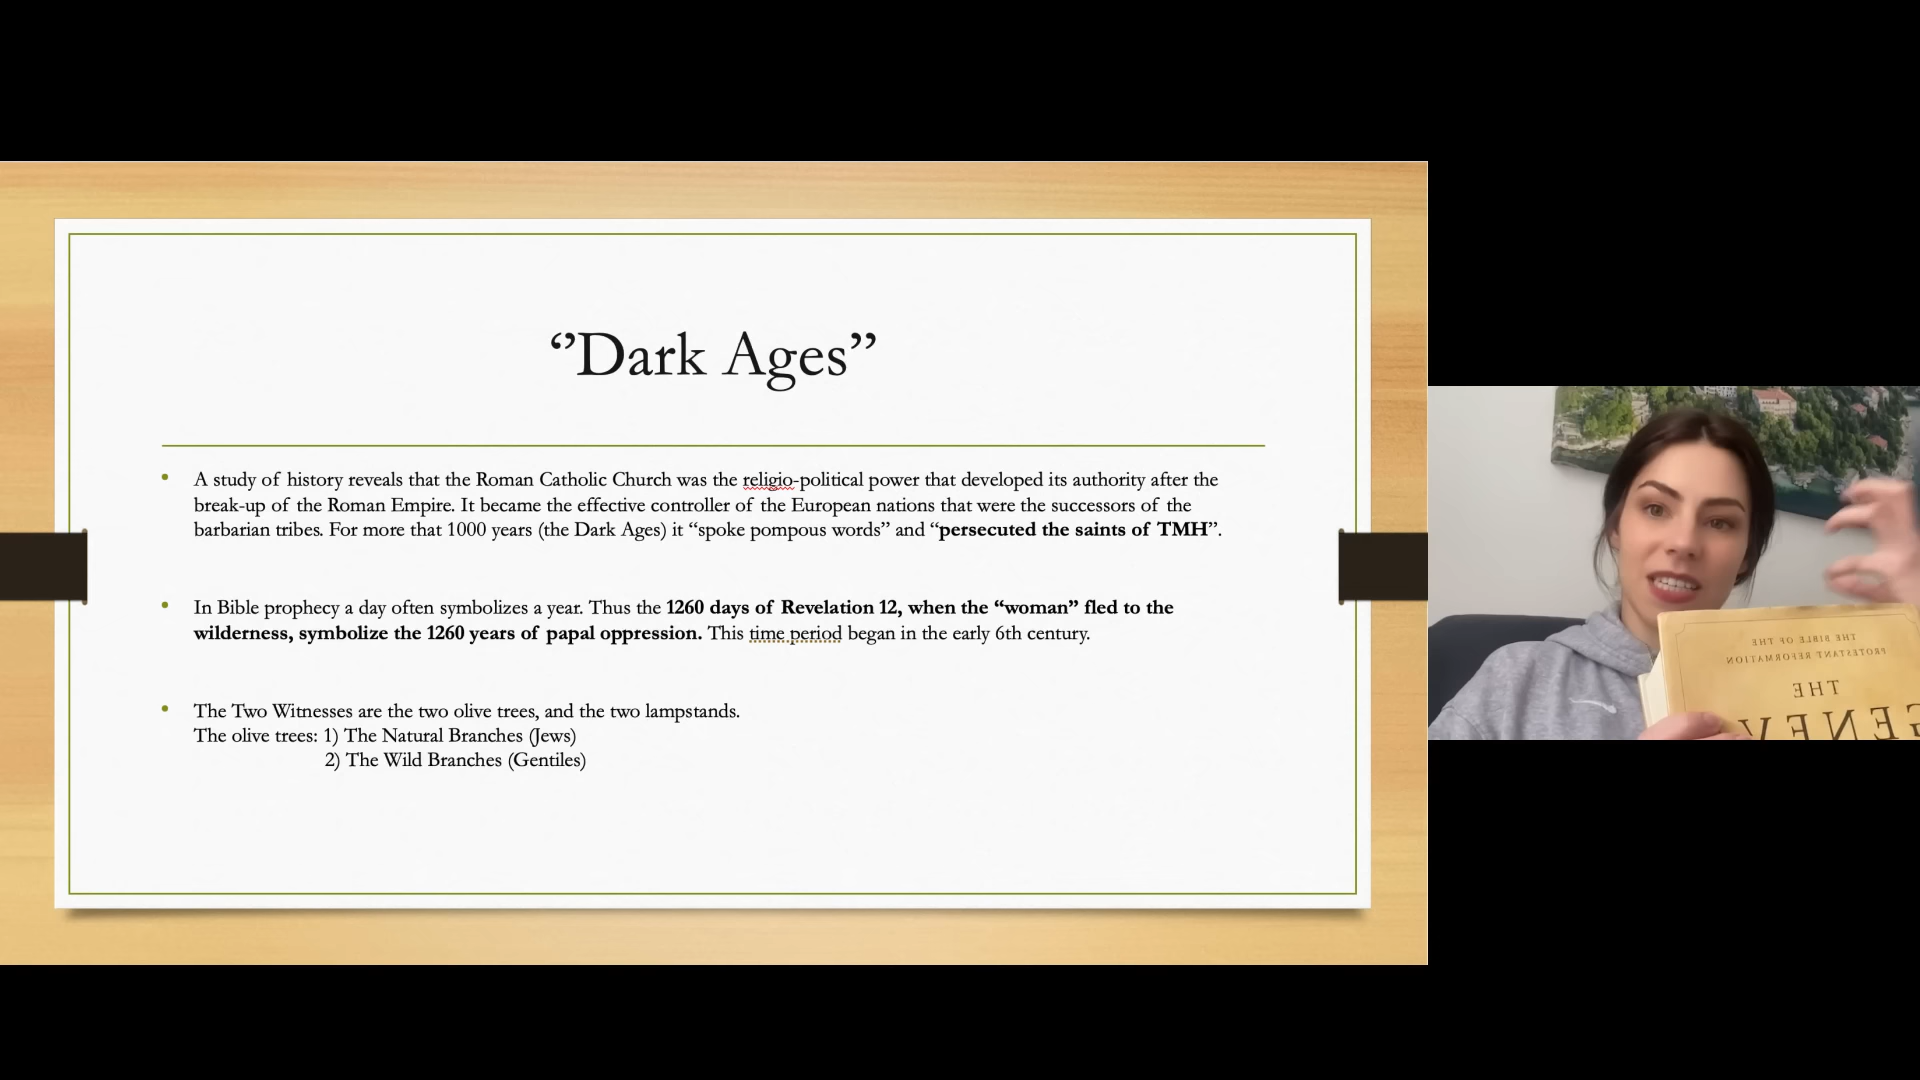 ‘’Dark Ages’’
• A study of history reveals that the Roman Catholic Church was the religio-political power that developed its authority after the
break-up of the Roman Empire. It became the effective controller of the European nations that were the successors of the
barbarian tribes. For more that 1000 years (the Dark Ages) it “spoke pompous words” and “persecuted the saints of TMH”.
• In Bible prophecy a day often symbolizes a year. Thus the 1260 days of Revelation 12, when the “woman” fled to the
wilderness, symbolize the 1260 years of papal oppression. This time period began in the early 6th century.
• The Two Witnesses are the two olive trees, and the two lampstands.
The olive trees: 1) The Natural Branches (Jews)
2) The Wild Branches (Gentiles)
THE BIBLE OF THE
PROTESTANT REFORMATION
THE
GENEV